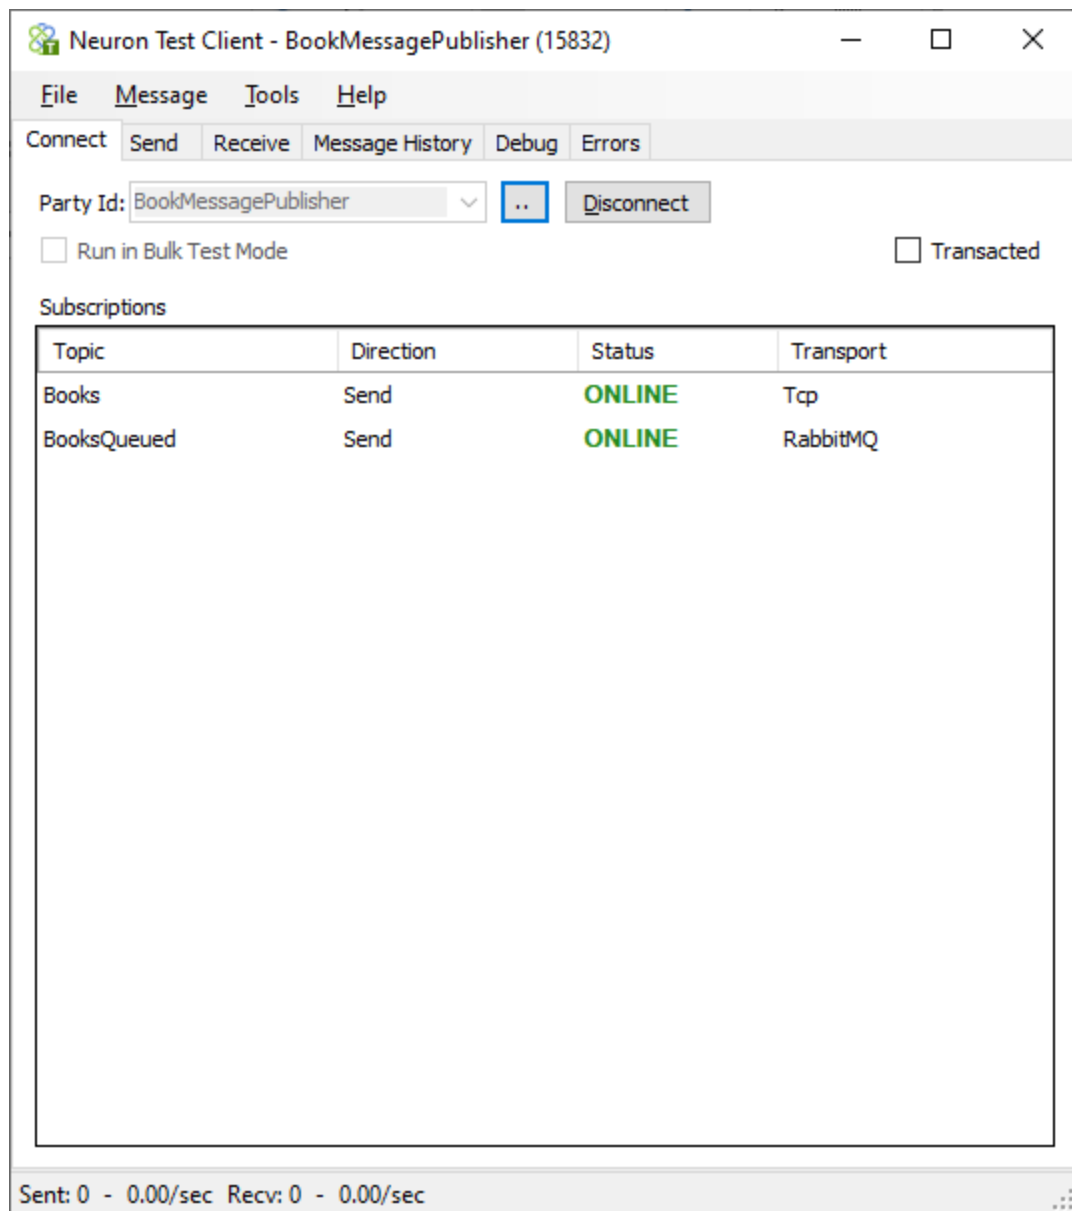 Neuron Test Client - BookMessagePublisher (15832)
File Message Tools Help
Connect Send Receive Message History Debug Errors
Party Id: BookMessagePublisher .. Disconnect
Run in Bulk Test Mode Transacted
Subscriptions
Topic Direction Status Transport
Books Send ONLINE Tcp
BooksQueued Send ONLINE RabbitMQ
Sent: 0 - 0.00/sec Recv: 0 - 0.00/sec